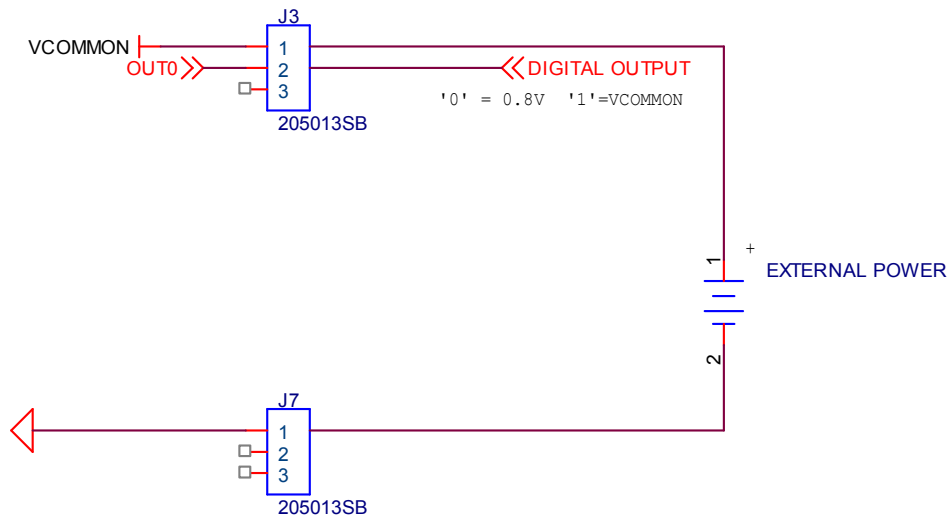 J3
VCOMMON
1
OUT0
2
DIGITAL OUTPUT
3
'0' = 0.8V '1'=VCOMMON
205013SB
+
1
EXTERNAL POWER
2
J7
1
2
3
205013SB